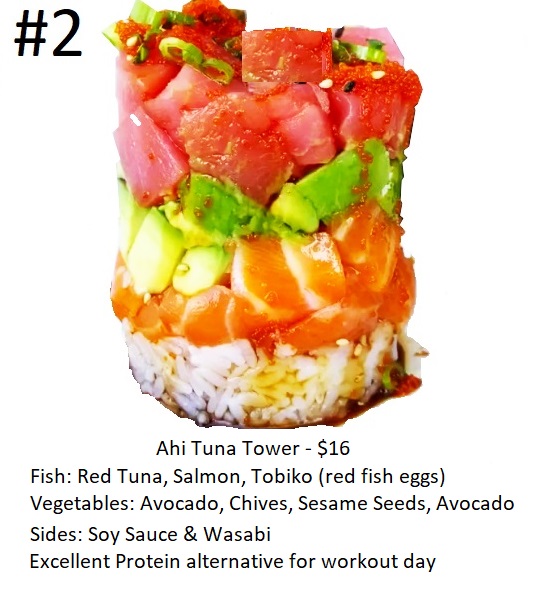 #2
Ahi Tuna Tower - $16
Fish: Red Tuna, Salmon, Tobiko (red fish eggs)
Vegetables: Avocado, Chives, Sesame Seeds, Avocado
Sides: Soy Sauce & Wasabi
Excellent Protein alternative for workout day